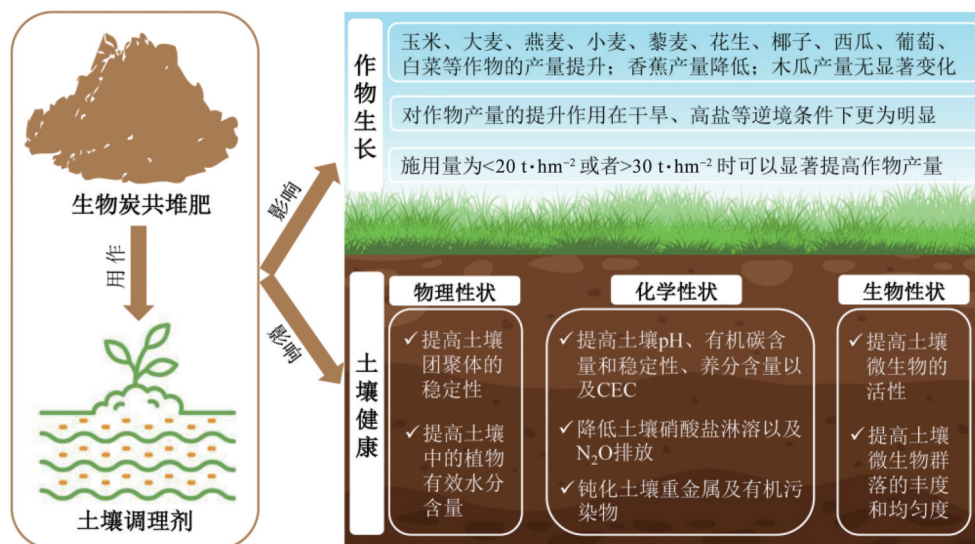 生物炭共堆肥
用作
土壤调理剂
影响
影响
作物生长
玉米、大麦、燕麦、小麦、藜麦、花生、椰子、西瓜、葡萄、
白菜等作物的产量提升；香蕉产量降低；木瓜产量无显著变化
对作物产量的提升作用在干旱、高盐等逆境条件下更为明显
施用量为<20 t·hm⁻² 或者>30 t·hm⁻² 时可以显著提高作物产量
土壤健康
物理性状
✓提高土壤
团聚体的
稳定性
✓提高土壤
中的植物
有效水分
含量
化学性状
✓提高土壤pH、有机碳含
量和稳定性、养分含量以
及CEC
✓降低土壤硝酸盐淋溶以及
N₂O排放
✓钝化土壤重金属及有机污
染物
生物性状
✓提高土壤
微生物的
活性
✓提高土壤
微生物群
落的丰度
和均匀度